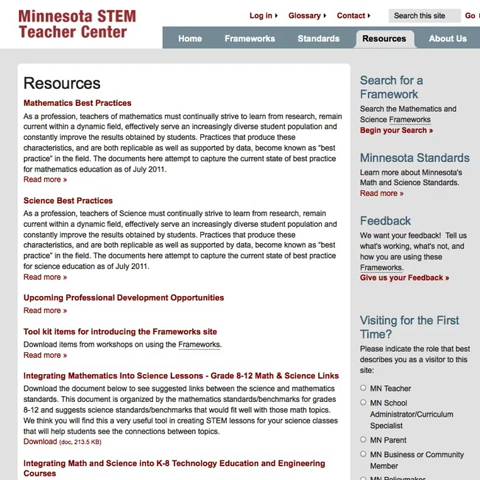 Minnesota STEM
Teacher Center
Log in Glossary Contact Search this site Go
Home Frameworks Standards Resources About Us
Resources
Mathematics Best Practices
As a profession, teachers of mathematics must continually strive to learn from research, remain
current within a dynamic field, effectively serve an increasingly diverse student population and
constantly improve the results obtained by students. Practices that produce these
characteristics, and are both replicable as well as supported by data, become known as "best
practice" in the field. The documents here attempt to capture the current state of best practice
for mathematics education as of July 2011.
Read more »
Science Best Practices
As a profession, teachers of Science must continually strive to learn from research, remain
current within a dynamic field, effectively serve an increasingly diverse student population and
constantly improve the results obtained by students. Practices that produce these
characteristics, and are both replicable as well as supported by data, become known as "best
practice" in the field. The documents here attempt to capture the current state of best practice
for science education as of July 2011.
Read more »
Upcoming Professional Development Opportunities
Read more »
Tool kit items for introducing the Frameworks site
Download items from workshops on using the Frameworks.
Read more »
Integrating Mathematics Into Science Lessons - Grade 8-12 Math & Science Links
Download the document below to see suggested links between the science and mathematics
standards. This document is organized by the mathematics standards/benchmarks for grades
8-12 and suggests science standards/benchmarks that would fit well with those math topics.
We think you will find this a very useful tool in creating STEM lessons for your science classes
that will help students see the connections between topics.
Download (doc, 213.5 KB)
Integrating Math and Science into K-8 Technology Education and Engineering
Courses
Search for a
Framework
Search the Mathematics and
Science Frameworks
Begin your Search »
Minnesota Standards
Learn more about Minnesota's
Math and Science Standards.
Read more »
Feedback
We want your feedback! Tell us
what's working, what's not, and
how you are using these
Frameworks.
Give us your Feedback »
Visiting for the First
Time?
Please indicate the role that best
describes you as a visitor to this
site:
MN Teacher
MN School
Administrator/Curriculum
Specialist
MN Parent
MN Business or Community
Member
MN Policymaker